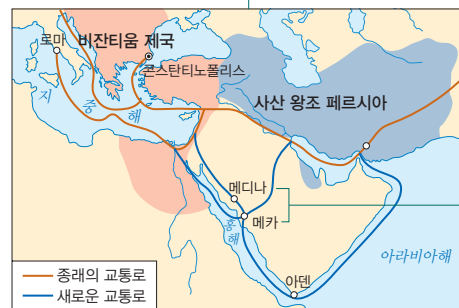 로마
비잔티움 제국
콘스탄티노폴리스
지중해
사산 왕조 페르시아
메디나
메카
홍해
아라비아해
아덴
종래의 교통로
새로운 교통로